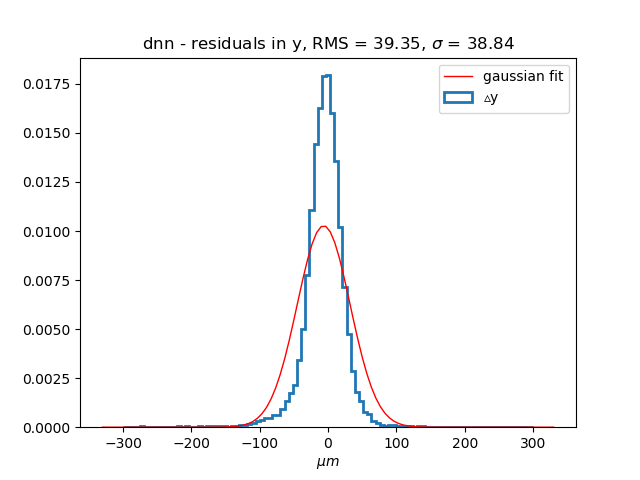 dnn - residuals in y, RMS = 39.35, σ = 38.84
gaussian fit
△y
0.0175
0.0150
0.0125
0.0100
0.0075
0.0050
0.0025
0.0000
−300 −200 −100 0 100 200 300
μm